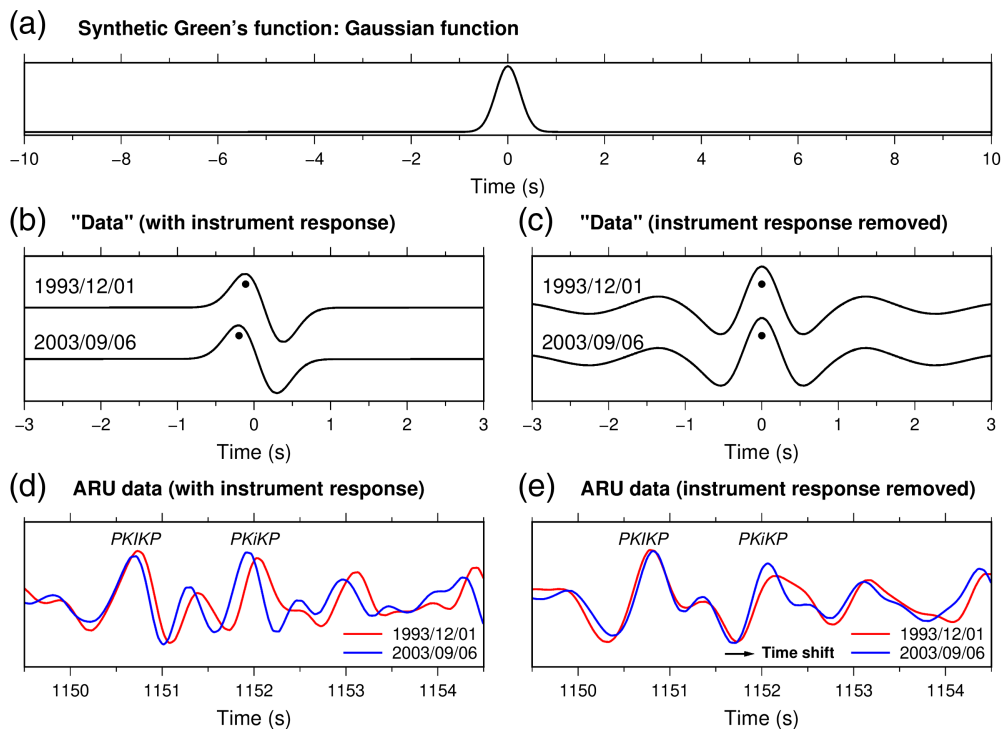 (a) Synthetic Green's function: Gaussian function
−10 −8 −6 −4 −2 0 2 4 6 8 10
Time (s)
(b) "Data" (with instrument response)
1993/12/01
2003/09/06
−3 −2 −1 0 1 2 3
Time (s)
(c) "Data" (instrument response removed)
1993/12/01
2003/09/06
−3 −2 −1 0 1 2 3
Time (s)
(d) ARU data (with instrument response)
PKIKP PKiKP
1993/12/01
2003/09/06
1150 1151 1152 1153 1154
Time (s)
(e) ARU data (instrument response removed)
PKIKP PKiKP
1993/12/01
Time shift 2003/09/06
1150 1151 1152 1153 1154
Time (s)